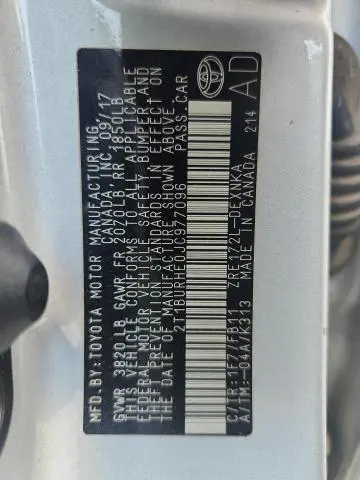 MFD.BY:TOYOTA MOTOR MANUFACTURING
CANADA, INC. 09/17
GVWR 3820 LB GAWR FR 2070LB RR 1850LB
THIS VEHICLE CONFORMS TO ALL APPLICABLE
FEDERAL MOTOR VEHICLE SAFETY, BUMPER, AND
THEFT PREVENTION STANDARDS IN EFFECT ON
THE DATE OF MANUFACTURE SHOWN ABOVE.
PASS.CAR
C/TR: 1F7/FB11
ZRE172L-DEXNKA
A/TM: -04A/K313
MADE IN CANADA
214
AD
TOYOTA